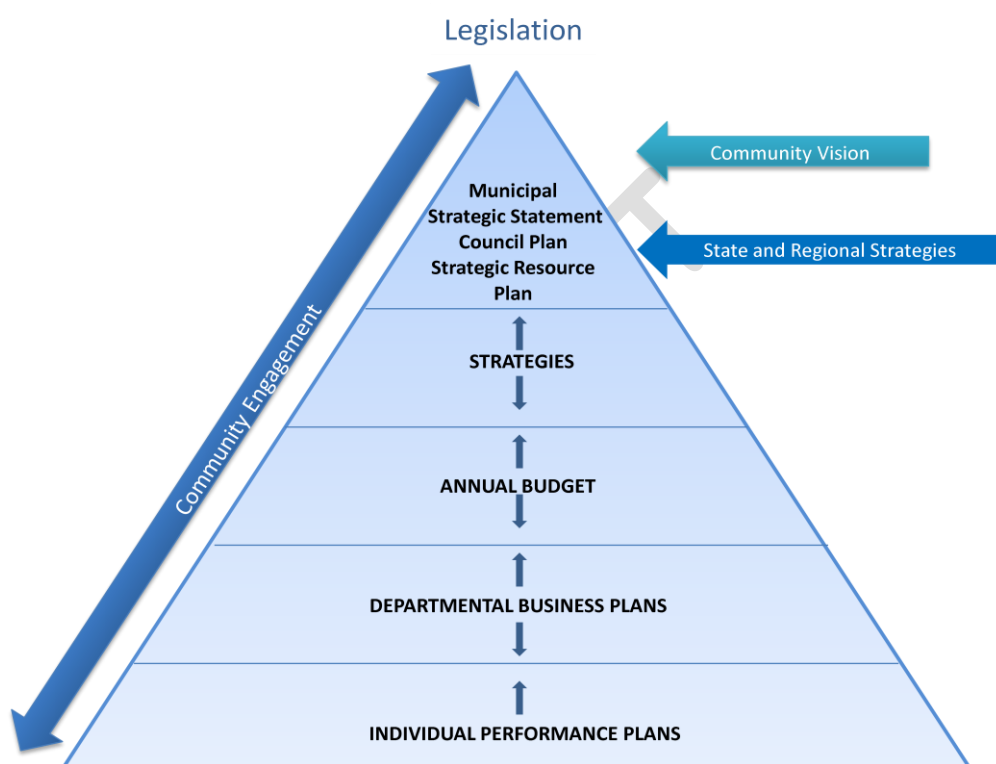 Legislation
Community Vision
Municipal
Strategic Statement
Council Plan
Strategic Resource
Plan
State and Regional Strategies
Community Engagement
STRATEGIES
ANNUAL BUDGET
DEPARTMENTAL BUSINESS PLANS
INDIVIDUAL PERFORMANCE PLANS